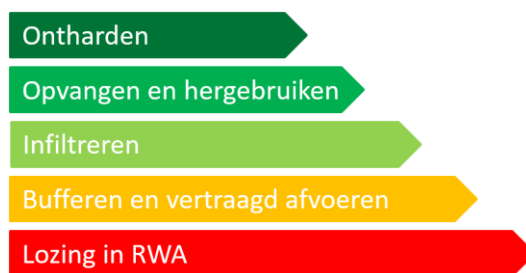 Ontharden
Opvangen en hergebruiken
Infiltreren
Bufferen en vertraagd afvoeren
Lozing in RWA